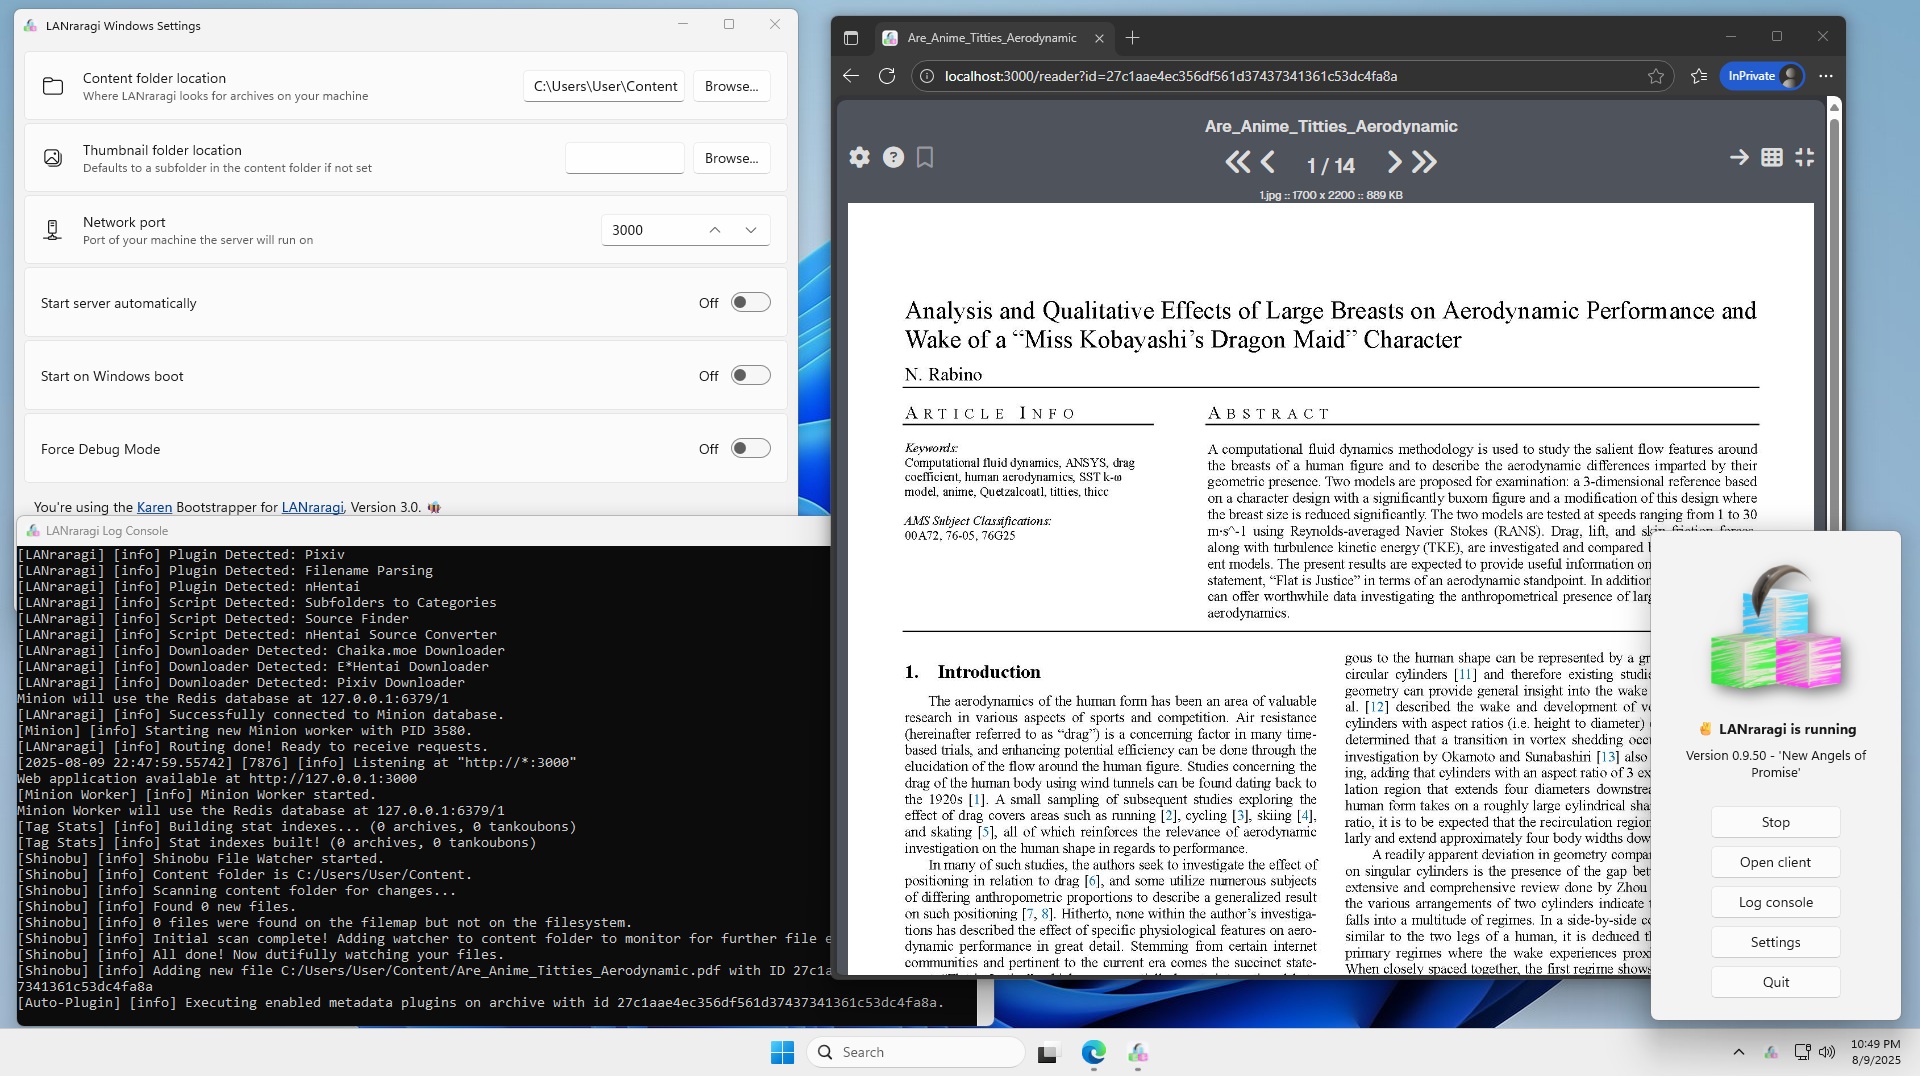 LANraragi Windows Settings
Content folder location
Where LANraragi looks for archives on your machine
C:\Users\User\Content
Browse...
Thumbnail folder location
Defaults to a subfolder in the content folder if not set
Browse...
Network port
Port of your machine the server will run on
3000
Start server automatically
Off
Start on Windows boot
Off
Force Debug Mode
Off
You're using the Karen Bootstrapper for LANraragi, Version 3.0.
LANraragi Log Console
[LANraragi] [info] Plugin Detected: Pixiv
[LANraragi] [info] Plugin Detected: Filename Parsing
[LANraragi] [info] Plugin Detected: nHentai
[LANraragi] [info] Script Detected: Subfolders to Categories
[LANraragi] [info] Script Detected: Source Finder
[LANraragi] [info] Script Detected: nHentai Source Converter
[LANraragi] [info] Downloader Detected: Chaika.moe Downloader
[LANraragi] [info] Downloader Detected: E*Hentai Downloader
[LANraragi] [info] Downloader Detected: Pixiv Downloader
Minion will use the Redis database at 127.0.0.1:6379/1
[LANraragi] [info] Successfully connected to Minion database.
[Minion] [info] Starting new Minion worker with PID 3580.
[LANraragi] [info] Routing done! Ready to receive requests.
[2025-08-09 22:47:59.55742] [7876] [info] Listening at "http://*:3000"
Web application available at http://127.0.0.1:3000
[Minion Worker] [info] Minion Worker started.
Minion Worker will use the Redis database at 127.0.0.1:6379/1
[Tag Stats] [info] Building stat indexes... (0 archives, 0 tankoubons)
[Tag Stats] [info] Stat indexes built! (0 archives, 0 tankoubons)
[Shinobu] [info] Shinobu File Watcher started.
[Shinobu] [info] Content folder is C:/Users/User/Content.
[Shinobu] [info] Scanning content folder for changes...
[Shinobu] [info] Found 0 new files.
[Shinobu] [info] 0 files were found on the filemap but not on the filesystem.
[Shinobu] [info] Initial scan complete! Adding watcher to content folder to monitor for further file e
[Shinobu] [info] All done! Now dutifully watching your files.
[Shinobu] [info] Adding new file C:/Users/User/Content/Are_Anime_Titties_Aerodynamic.pdf with ID 27c1a
7341361c53dc4fa8a
[Auto-Plugin] [info] Executing enabled metadata plugins on archive with id 27c1aae4ec356df561d37437341361c53dc4fa8a.
Are_Anime_Titties_Aerodynamic
localhost:3000/reader?id=27c1aae4ec356df561d37437341361c53dc4fa8a
InPrivate
Are_Anime_Titties_Aerodynamic
1 / 14
1.jpg :: 1700 x 2200 :: 889 KB
Analysis and Qualitative Effects of Large Breasts on Aerodynamic Performance and
Wake of a “Miss Kobayashi’s Dragon Maid” Character
N. Rabino
ARTICLE INFO
Keywords:
Computational fluid dynamics, ANSYS, drag
coefficient, human aerodynamics, SST k-ω
model, anime, Quetzalcoatl, titties, thicc
AMS Subject Classifications:
00A72, 76-05, 76G25
ABSTRACT
A computational fluid dynamics methodology is used to study the salient flow features around
the breasts of a human figure and to describe the aerodynamic differences imparted by their
geometric presence. Two models are proposed for examination: a 3-dimensional reference based
on a character design with a significantly buxom figure and a modification of this design where
the breast size is reduced significantly. The two models are tested at speeds ranging from 1 to 30
m·s^-1 using Reynolds-averaged Navier Stokes (RANS). Drag, lift, and skin friction forces,
along with turbulence kinetic energy (TKE), are investigated and compared
ent models. The present results are expected to provide useful information on
statement, “Flat is Justice” in terms of an aerodynamic standpoint. In addition
can offer worthwhile data investigating the anthropometrical presence of
aerodynamics.
1. Introduction
The aerodynamics of the human form has been an area of valuable
research in various aspects of sports and competition. Air resistance
(hereinafter referred to as “drag”) is a concerning factor in many time-
based trials, and enhancing potential efficiency can be done through the
elucidation of the flow around the human figure. Studies concerning the
drag of the human body using wind tunnels can be found dating back to
the 1920s [1]. A small sampling of subsequent studies exploring the
effect of drag covers areas such as running [2], cycling [3], skiing [4],
and skating [5], all of which reinforces the relevance of aerodynamic
investigation on the human shape in regards to performance.
In many of such studies, the authors seek to investigate the effect of
positioning in relation to drag [6], and some utilize numerous subjects
of differing anthropometric proportions to describe a generalized result
on such positioning [7, 8]. Hitherto, none within the author’s investiga-
tions has described the effect of specific physiological features on aero-
dynamic performance in great detail. Stemming from certain internet
communities and pertinent to the current era comes the succinct state-
gous to the human shape can be represented by a
circular cylinders [11] and therefore existing
geometry can provide general insight into the wake
al. [12] described the wake and development of
cylinders with aspect ratios (i.e. height to diameter)
determined that a transition in vortex shedding
investigation by Okamoto and Sunabashiri [13] also
ing, adding that cylinders with an aspect ratio of 3
lation region that extends four diameters
human form takes on a roughly large cylindrical
ratio, it is to be expected that the recirculation region
larly and extend approximately four body widths
A readily apparent deviation in geometry
on singular cylinders is the presence of the gap
extensive and comprehensive review done by Zhou
the various arrangements of two cylinders indicate
falls into a multitude of regimes. In a side-by-side
similar to the two legs of a human, it is deduced
primary regimes where the wake experiences
When closely spaced together, the first regime shows
LANraragi is running
Version 0.9.50 - 'New Angels of
Promise'
Stop
Open client
Log console
Settings
Quit
Search
10:49 PM
8/9/2025